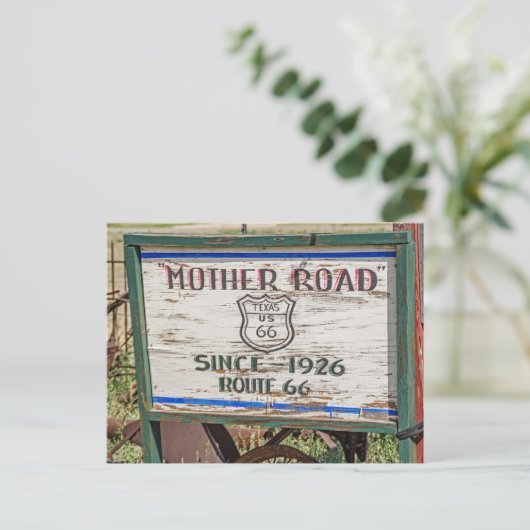 "MOTHER ROAD"
TEXAS
US
66
SINCE - 1926
ROUTE 66